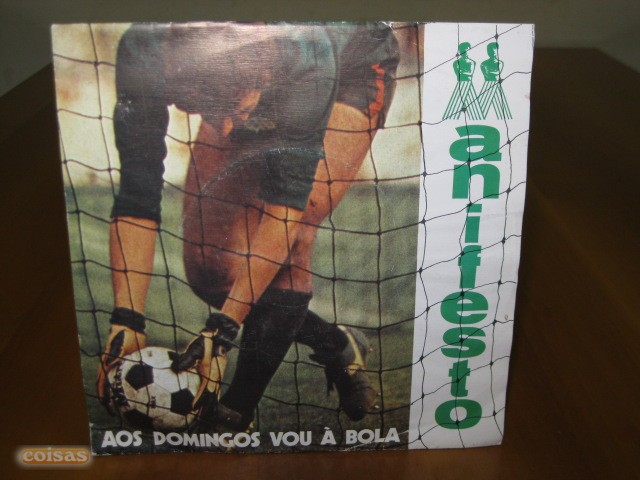 Manifesto
AOS DOMINGOS VOU À BOLA
coisas